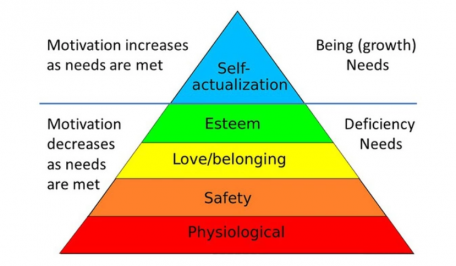 Motivation increases
as needs are met
Being (growth)
Needs
Self-
actualization
Motivation
decreases
as needs
are met
Esteem
Deficiency
Needs
Love/belonging
Safety
Physiological